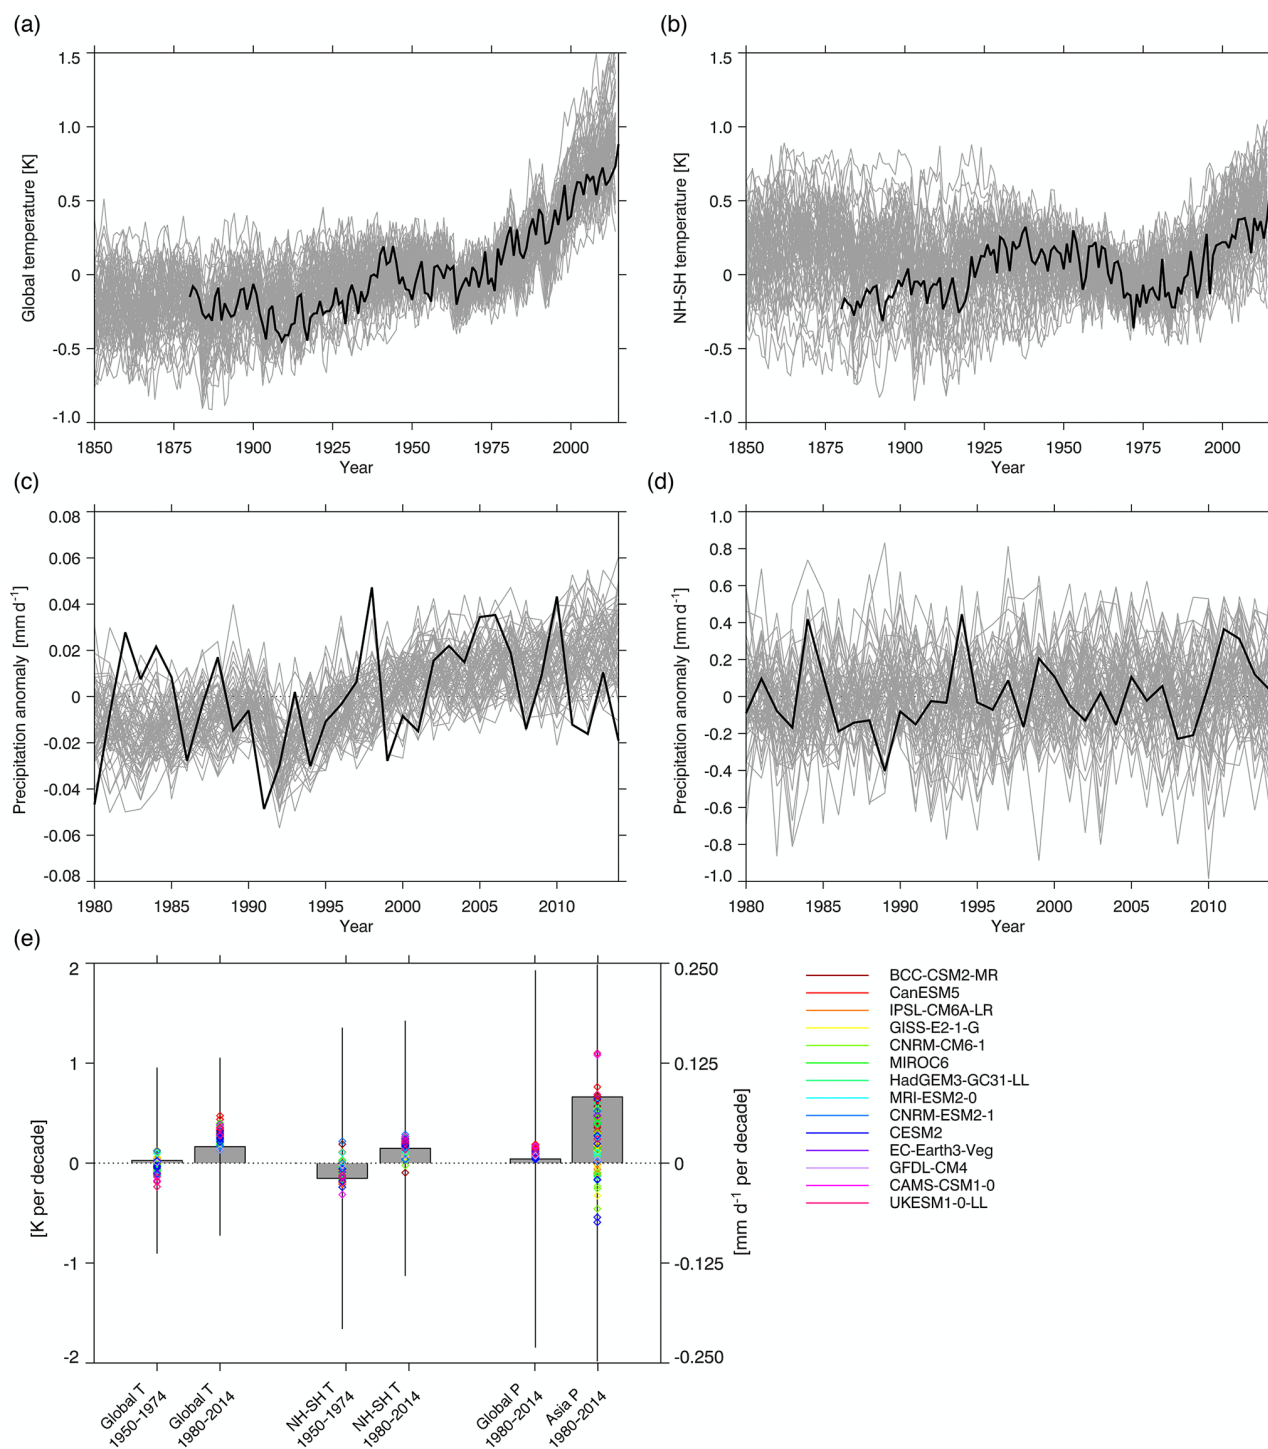 (a)
(b)
1.5
1.0
0.5
0
-0.5
-1.0
Global temperature [K]
1850 1875 1900 1925 1950 1975 2000
Year
1.5
1.0
0.5
0
-0.5
-1.0
NH-SH temperature [K]
1850 1875 1900 1925 1950 1975 2000
Year
(c)
(d)
0.08
0.06
0.04
0.02
0
-0.02
-0.04
-0.06
-0.08
Precipitation anomaly [mm d-1]
1980 1985 1990 1995 2000 2005 2010
Year
1.0
0.8
0.6
0.4
0.2
0
-0.2
-0.4
-0.6
-0.8
-1.0
Precipitation anomaly [mm d-1]
1980 1985 1990 1995 2000 2005 2010
Year
(e)
2
1
0
-1
-2
[K per decade]
0.250
0.125
0
-0.125
-0.250
[mm d-1 per decade]
Global T
1950-1974
Global T
1980-2014
NH-SH T
1950-1974
NH-SH T
1980-2014
Global P
1980-2014
Asia P
1980-2014
BCC-CSM2-MR
CanESM5
IPSL-CM6A-LR
GISS-E2-1-G
CNRM-CM6-1
MIROC6
HadGEM3-GC31-LL
MRI-ESM2-0
CNRM-ESM2-1
CESM2
EC-Earth3-Veg
GFDL-CM4
CAMS-CSM1-0
UKESM1-0-LL